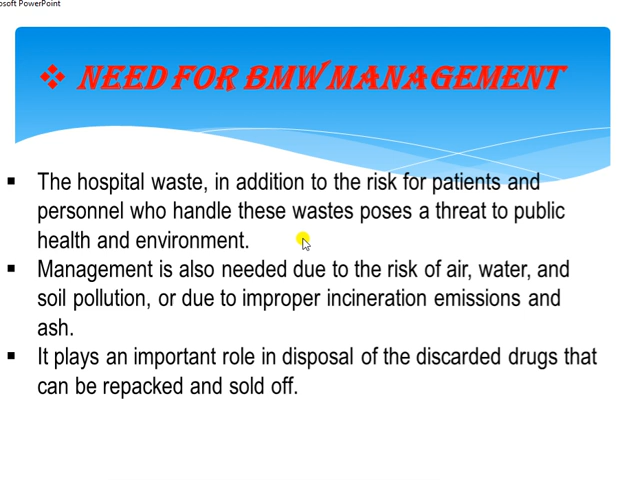 osoft PowerPoint
❖ NEED FOR BMW MANAGEMENT
▪ The hospital waste, in addition to the risk for patients and
personnel who handle these wastes poses a threat to public
health and environment.
▪ Management is also needed due to the risk of air, water, and
soil pollution, or due to improper incineration emissions and
ash.
▪ It plays an important role in disposal of the discarded drugs that
can be repacked and sold off.